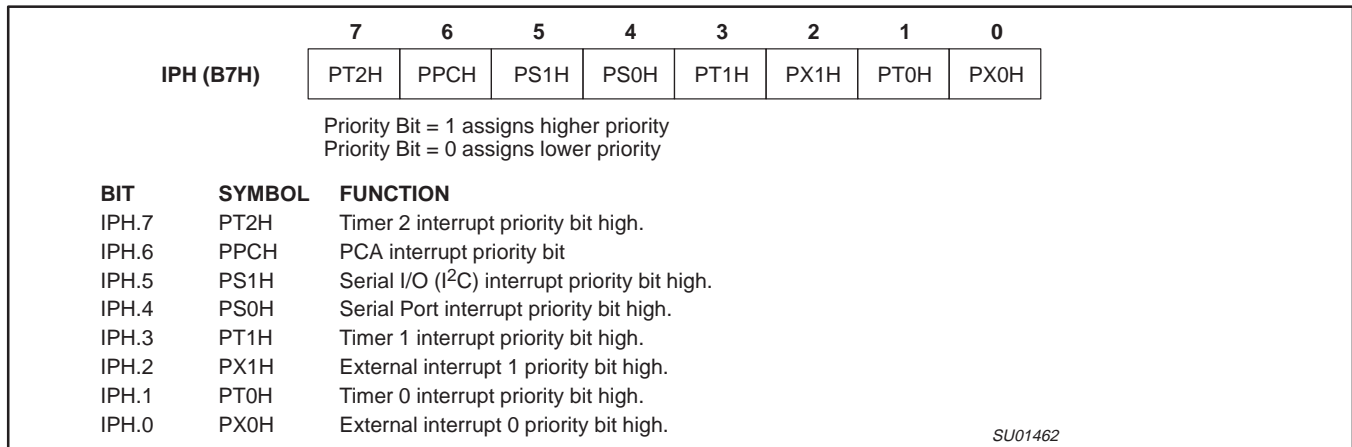 7 6 5 4 3 2 1 0
IPH (B7H) PT2H PPCH PS1H PS0H PT1H PX1H PT0H PX0H
Priority Bit = 1 assigns higher priority
Priority Bit = 0 assigns lower priority
BIT SYMBOL FUNCTION
IPH.7 PT2H Timer 2 interrupt priority bit high.
IPH.6 PPCH PCA interrupt priority bit
IPH.5 PS1H Serial I/O (I²C) interrupt priority bit high.
IPH.4 PS0H Serial Port interrupt priority bit high.
IPH.3 PT1H Timer 1 interrupt priority bit high.
IPH.2 PX1H External interrupt 1 priority bit high.
IPH.1 PT0H Timer 0 interrupt priority bit high.
IPH.0 PX0H External interrupt 0 priority bit high.
SU01462